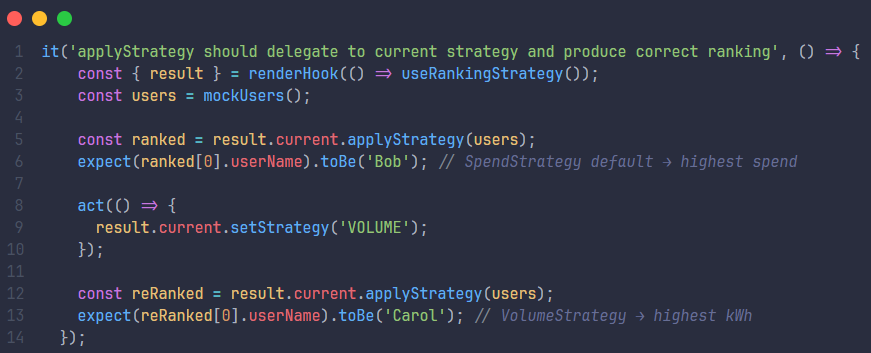 1 it('applyStrategy should delegate to current strategy and produce correct ranking', () => {
2 const { result } = renderHook(() => useRankingStrategy());
3 const users = mockUsers();
4
5 const ranked = result.current.applyStrategy(users);
6 expect(ranked[0].userName).toBe('Bob'); // SpendStrategy default → highest spend
7
8 act(() => {
9 result.current.setStrategy('VOLUME');
10 });
11
12 const reRanked = result.current.applyStrategy(users);
13 expect(reRanked[0].userName).toBe('Carol'); // VolumeStrategy → highest kWh
14 });